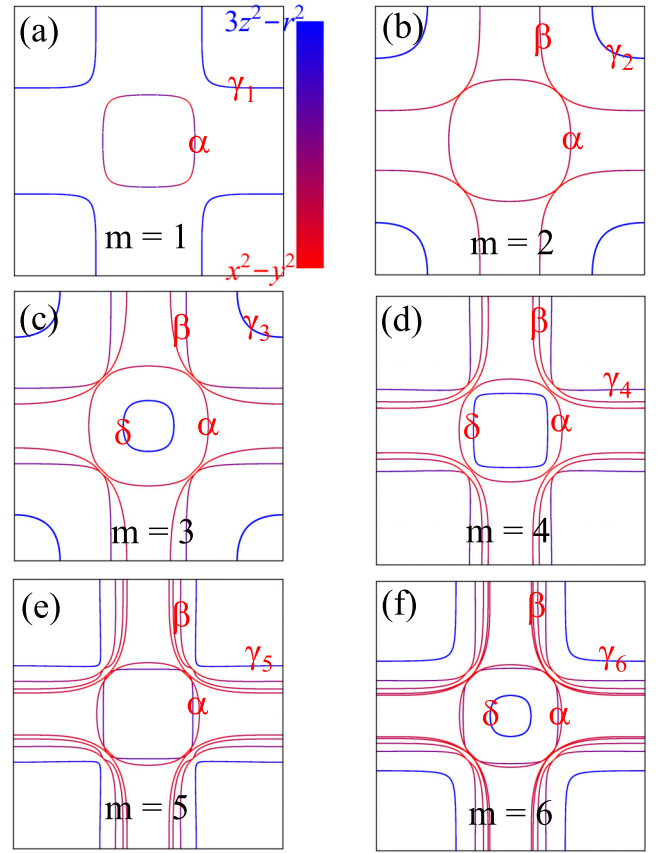 (a)
3z²−r²
γ₁
α
m = 1
x²−y²
(b)
β
γ₂
α
m = 2
(c)
β
γ₃
δ
α
m = 3
(d)
β
γ₄
δ
α
m = 4
(e)
β
γ₅
α
m = 5
(f)
β
γ₆
δ
α
m = 6